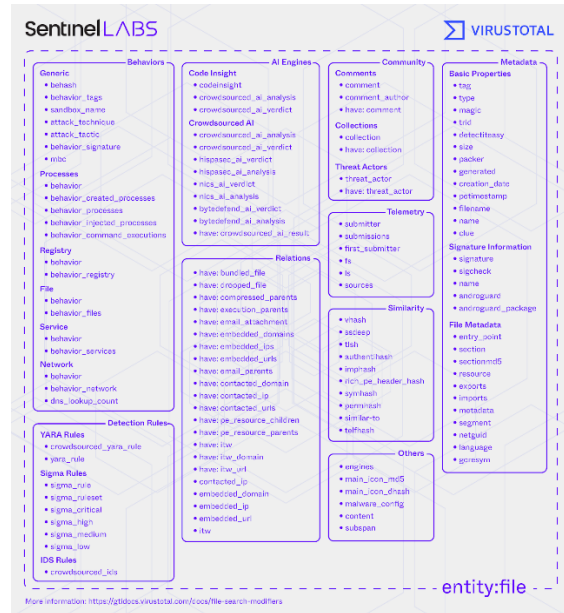 SentinelLABS
VIRUSTOTAL
Behaviors
Generic
• behash
• behavior_tags
• sandbox_name
• attack_technique
• attack_tactic
• behavior_signature
• mbc
Processes
• behavior
• behavior_created_processes
• behavior_processes
• behavior_injected_processes
• behavior_command_executions
Registry
• behavior
• behavior_registry
File
• behavior
• behavior_files
Service
• behavior
• behavior_services
Network
• behavior
• behavior_network
• dns_lookup_count
Detection Rules
YARA Rules
• crowdsourced_yara_rule
• yara_rule
Sigma Rules
• sigma_rule
• sigma_ruleset
• sigma_critical
• sigma_high
• sigma_medium
• sigma_low
IDS Rules
• crowdsourced_ids
AI Engines
Code Insight
• codeinsight
• crowdsourced_ai_analysis
• crowdsourced_ai_verdict
Crowdsourced AI
• crowdsourced_ai_analysis
• crowdsourced_ai_verdict
• hispasec_ai_verdict
• hispasec_ai_analysis
• nics_ai_verdict
• nics_ai_analysis
• bytedefend_ai_verdict
• bytedefend_ai_analysis
• have: crowdsourced_ai_result
Relations
• have: bundled_file
• have: dropped_file
• have: compressed_parents
• have: execution_parents
• have: email_attachment
• have: embedded_domains
• have: embedded_ips
• have: embedded_urls
• have: email_parents
• have: contacted_domain
• have: contacted_ip
• have: contacted_urls
• have: pe_resource_children
• have: pe_resource_parents
• have: itw
• have: itw_domain
• have: itw_url
• contacted_ip
• embedded_domain
• embedded_ip
• embedded_url
• itw
Community
Comments
• comment
• comment_author
• have: comment
Collections
• collection
• have: collection
Threat Actors
• threat_actor
• have: threat_actor
Telemetry
• submitter
• submissions
• first_submitter
• fs
• ls
• sources
Similarity
• vhash
• ssdeep
• tlsh
• authentihash
• imphash
• rich_pe_header_hash
• symhash
• permhash
• similar-to
• telfhash
Others
• engines
• main_icon_md5
• main_icon_dhash
• malware_config
• content
• subspan
Metadata
Basic Properties
• tag
• type
• magic
• trid
• detectiteasy
• size
• packer
• generated
• creation_date
• petimestamp
• filename
• name
• clue
Signature Information
• signature
• sigcheck
• name
• androguard
• androguard_package
File Metadata
• entry_point
• section
• sectionmd5
• resource
• exports
• imports
• metadata
• segment
• netguid
• language
• goresym
entity:file
More information: https://gtidocs.virustotal.com/docs/file-search-modifiers